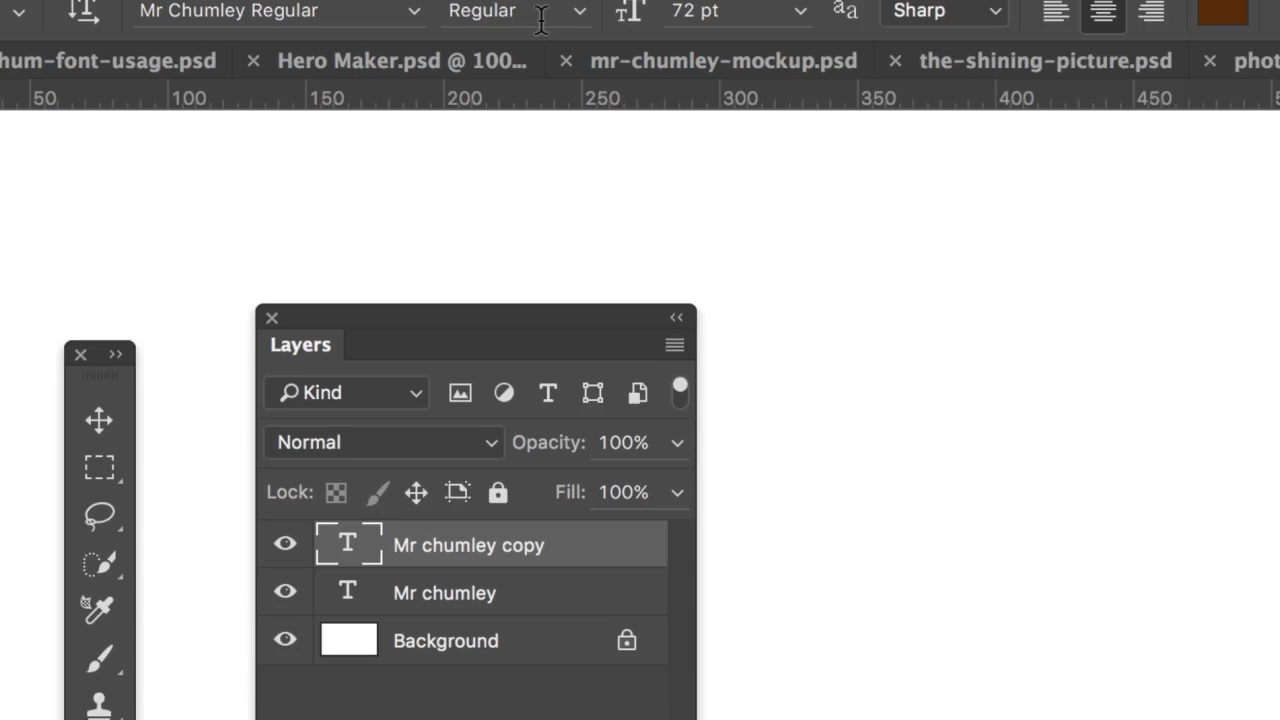 Mr Chumley Regular Regular 72 pt Sharp
hum-font-usage.psd Hero Maker.psd @ 100... mr-chumley-mockup.psd the-shining-picture.psd phot
50 100 150 200 250 300 350 400 450
Layers
Kind
Normal Opacity: 100%
Lock: Fill: 100%
T Mr chumley copy
T Mr chumley
Background